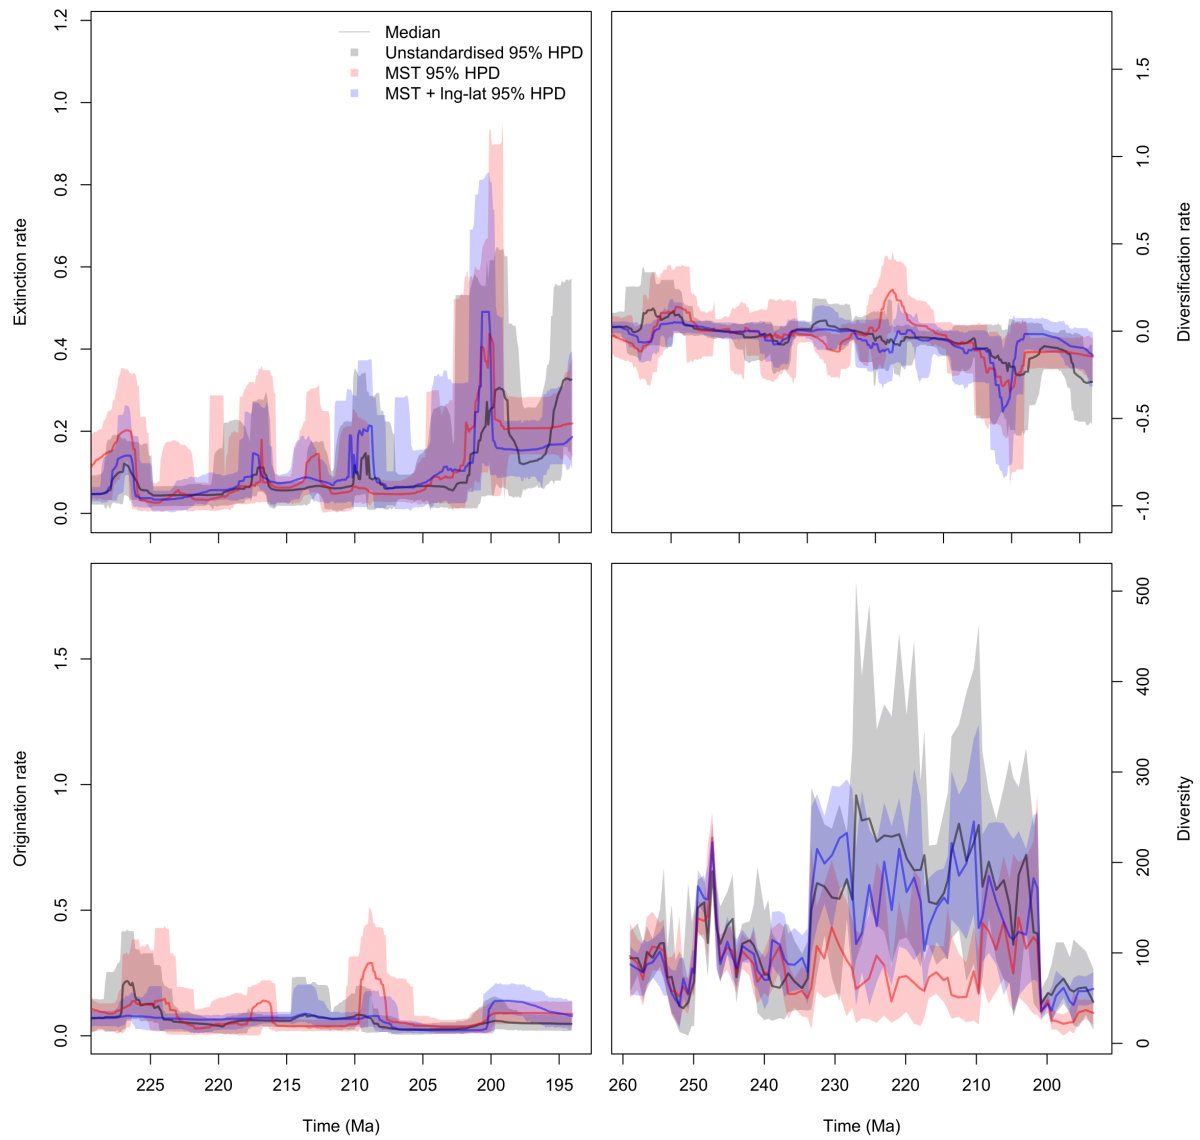 Median
Unstandardised 95% HPD
MST 95% HPD
MST + lng-lat 95% HPD
Extinction rate
0.0
0.2
0.4
0.6
0.8
1.0
1.2
Diversification rate
-1.0
-0.5
0.0
0.5
1.0
1.5
Origination rate
0.0
0.5
1.0
1.5
225 220 215 210 205 200 195
Time (Ma)
Diversity
0
100
200
300
400
500
260 250 240 230 220 210 200
Time (Ma)